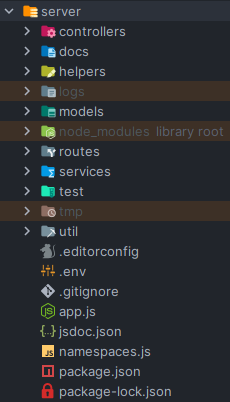 server
controllers
docs
helpers
logs
models
node_modules library root
routes
services
test
tmp
util
.editorconfig
.env
.gitignore
app.js
jsdoc.json
namespaces.js
package.json
package-lock.json